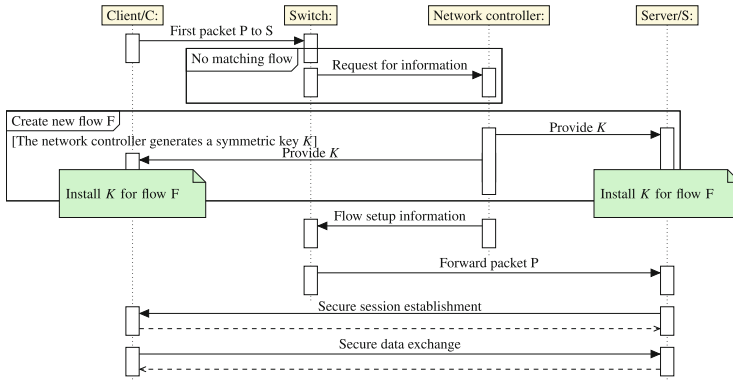 Client/C:
Switch:
Network controller:
Server/S:
First packet P to S
No matching flow
Request for information
Create new flow F
Provide K
[The network controller generates a symmetric key K]
Provide K
Install K for flow F
Install K for flow F
Flow setup information
Forward packet P
Secure session establishment
Secure data exchange